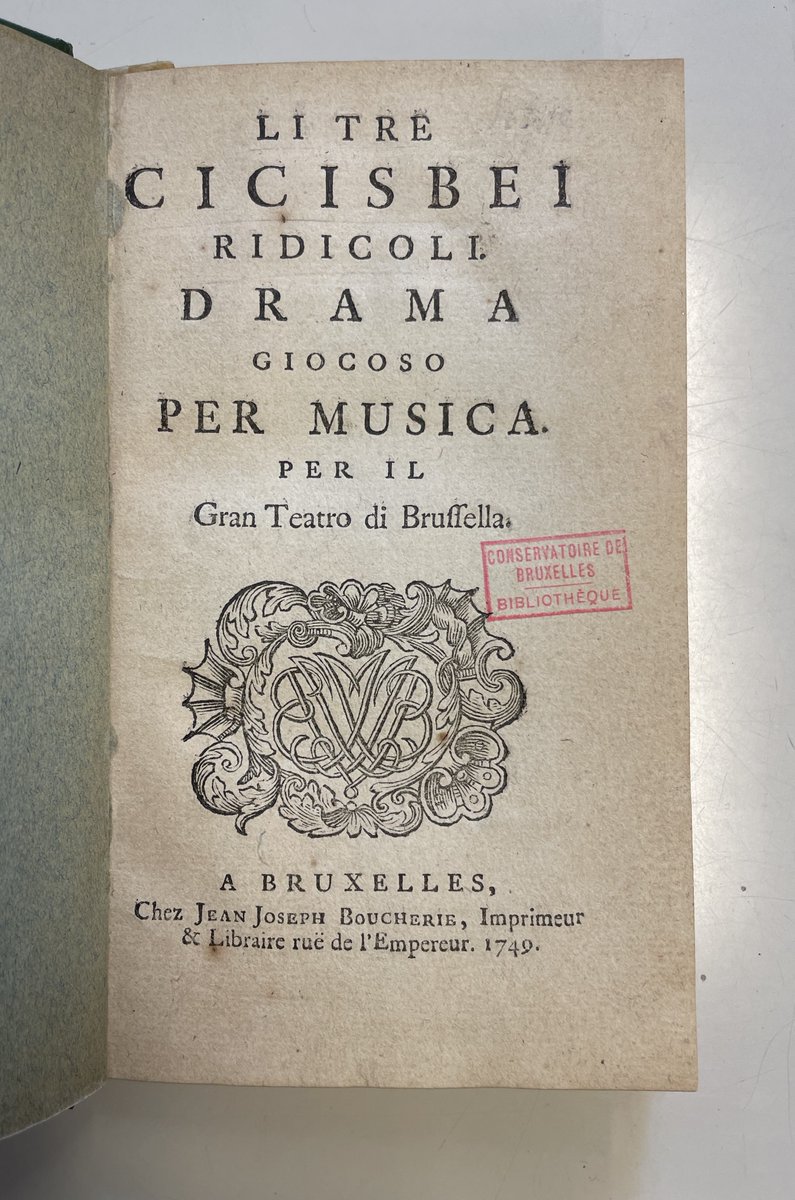 LI TRE
CICISBEI
RIDICOLI.
DRAMA
GIOCOSO
PER MUSICA.
PER IL
Gran Teatro di Bruſſella.
CONSERVATOIRE DE
BRUXELLES
BIBLIOTHÈQUE
A BRUXELLES,
Chez JEAN JOSEPH BOUCHERIE, Imprimeur
& Libraire ruë de l'Empereur. 1749.